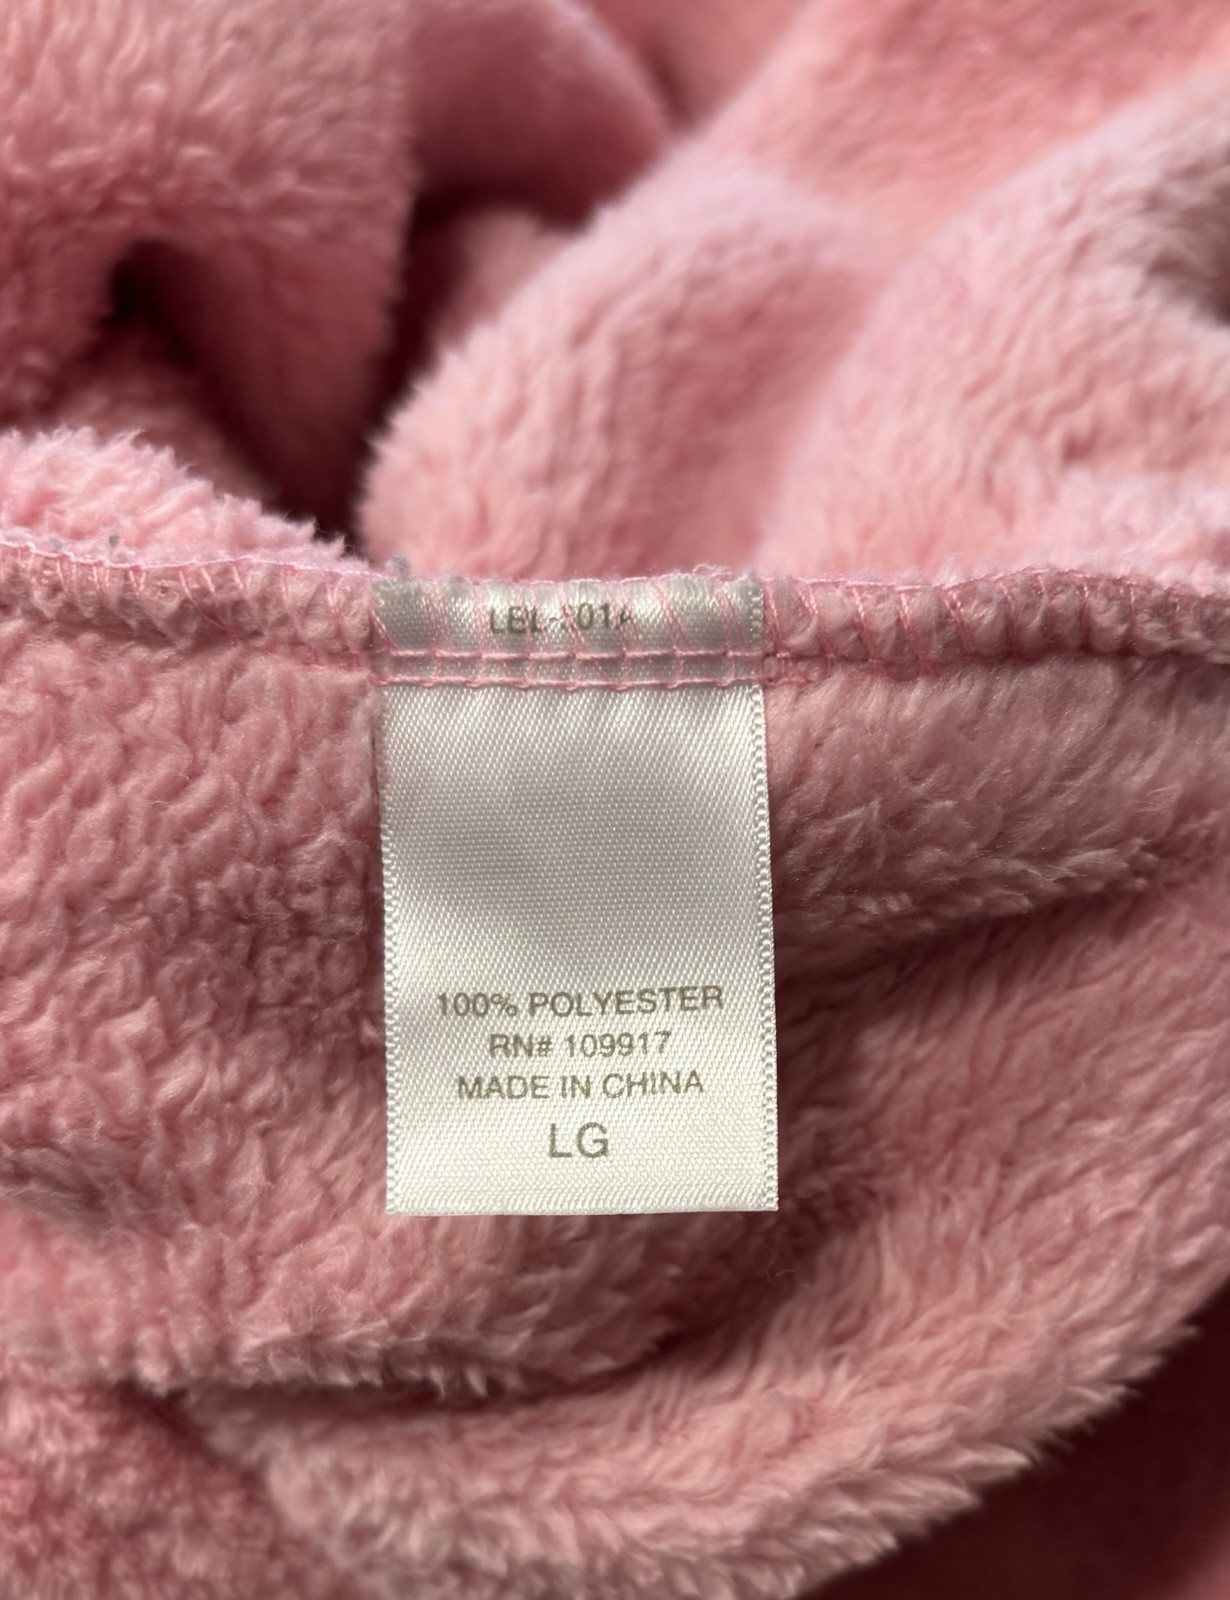 100% POLYESTER
RN# 109917
MADE IN CHINA
LG